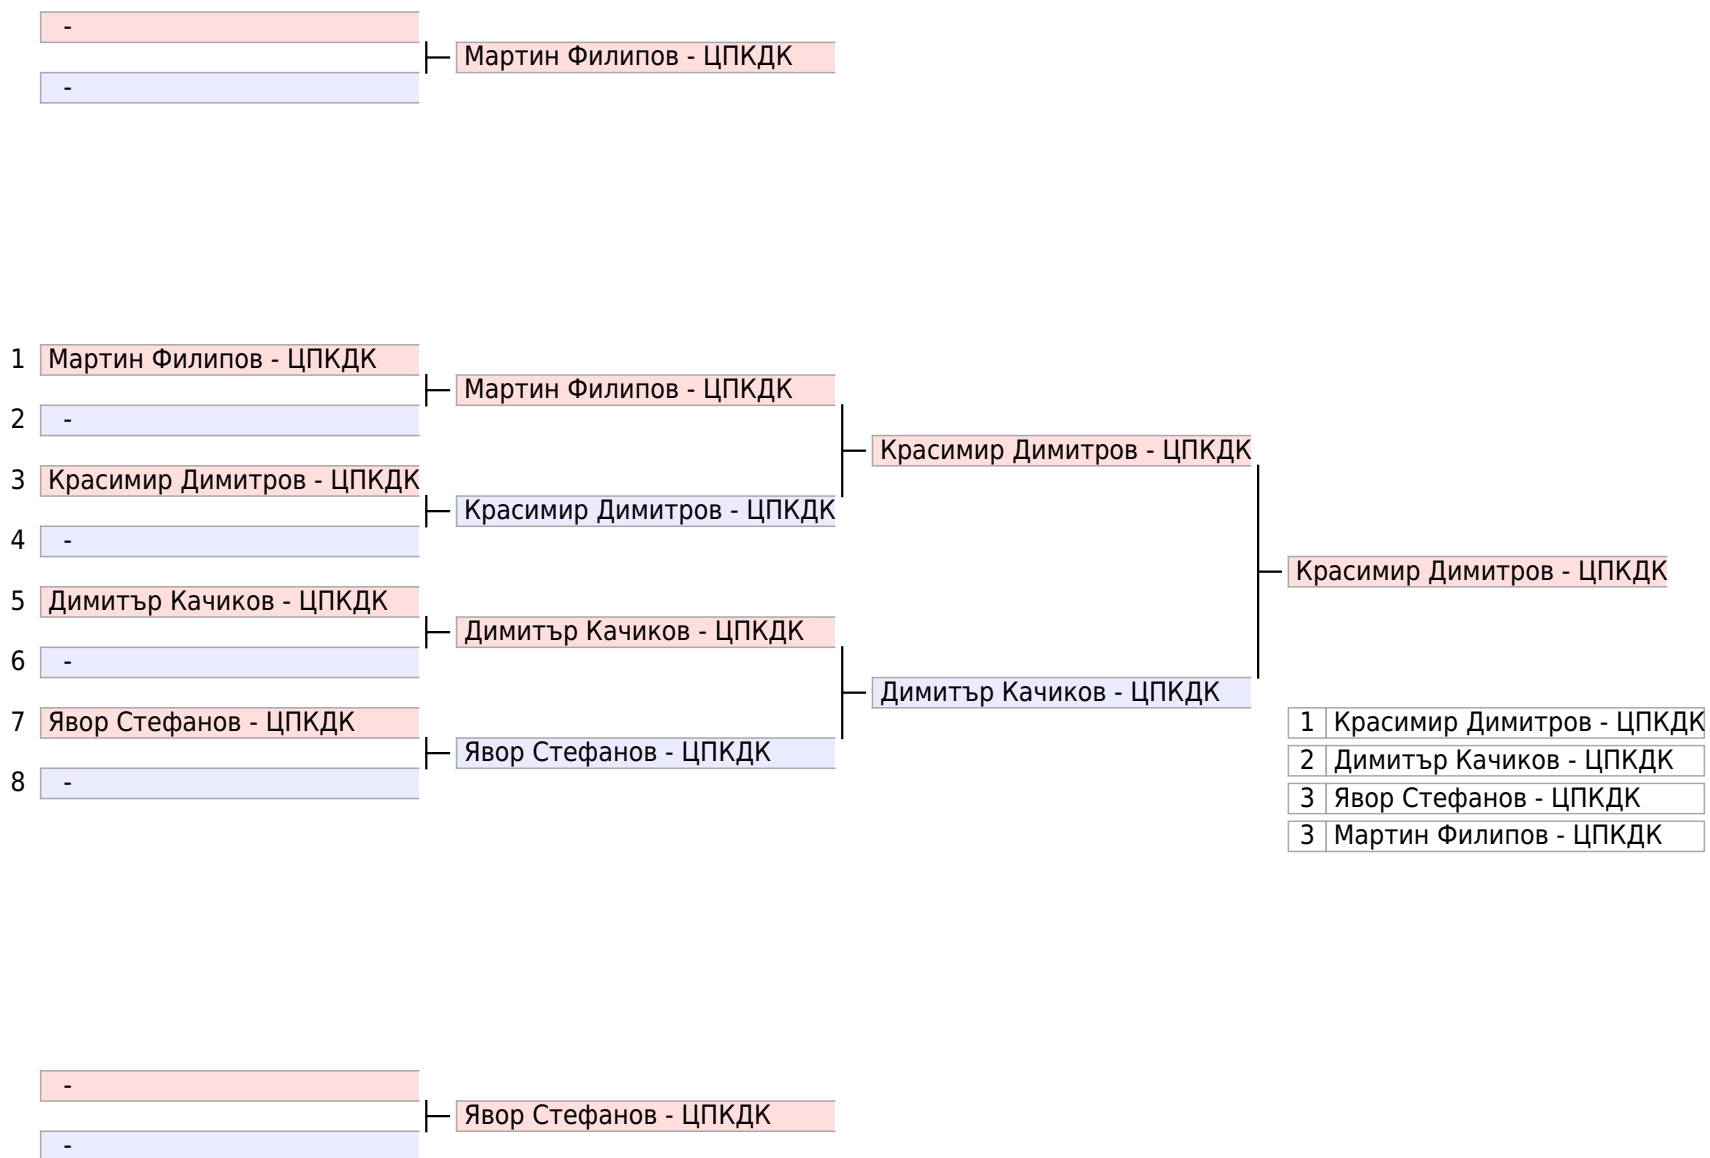 -
Мартин Филипов - ЦПКДК
-
1 Мартин Филипов - ЦПКДК
Мартин Филипов - ЦПКДК
2 -
Красимир Димитров - ЦПКДК
3 Красимир Димитров - ЦПКДК
Красимир Димитров - ЦПКДК
4 -
Красимир Димитров - ЦПКДК
5 Димитър Качиков - ЦПКДК
Димитър Качиков - ЦПКДК
6 -
Димитър Качиков - ЦПКДК
7 Явор Стефанов - ЦПКДК
Явор Стефанов - ЦПКДК
8 -
1 Красимир Димитров - ЦПКДК
2 Димитър Качиков - ЦПКДК
3 Явор Стефанов - ЦПКДК
3 Мартин Филипов - ЦПКДК
-
Явор Стефанов - ЦПКДК
-